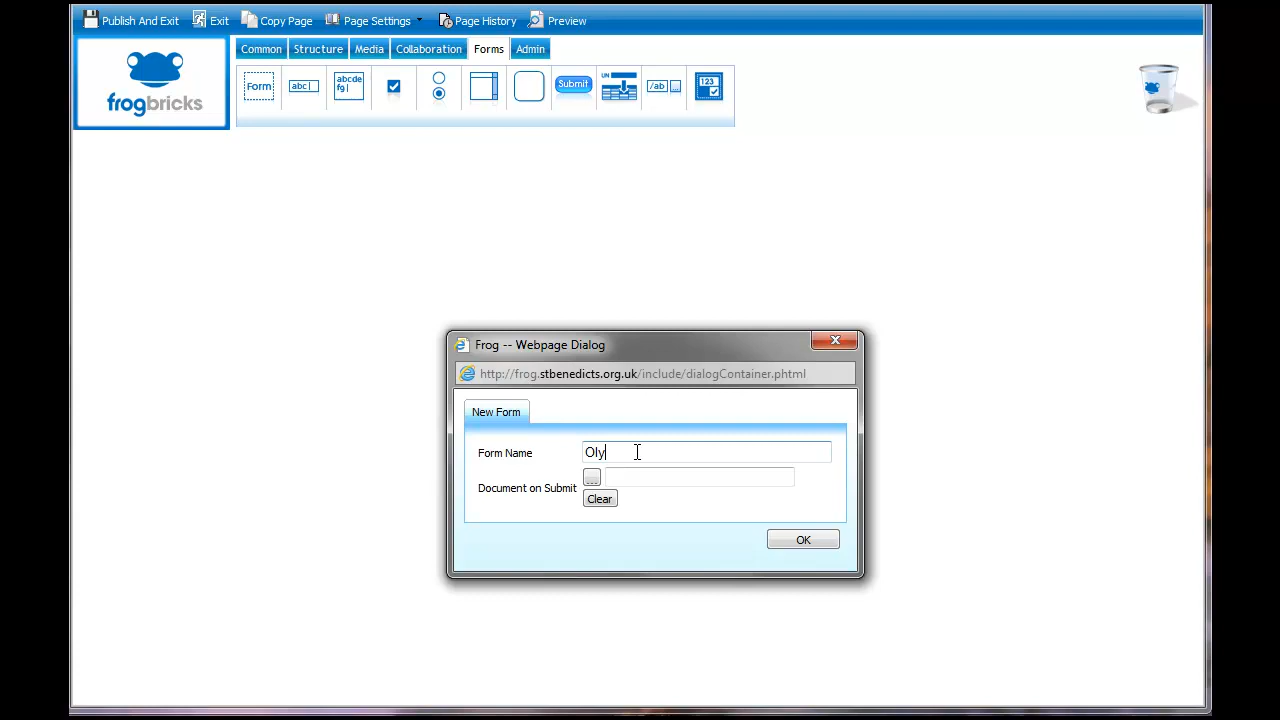 Publish And Exit Exit Copy Page Page Settings Page History Preview
frogbricks
Common Structure Media Collaboration Forms Admin
Form abc abcde Submit UN /ab ... 123
fg
Frog -- Webpage Dialog
http://frog.stbenedicts.org.uk/include/dialogContainer.phtml
New Form
Form Name Oly
...
Document on Submit
Clear
OK